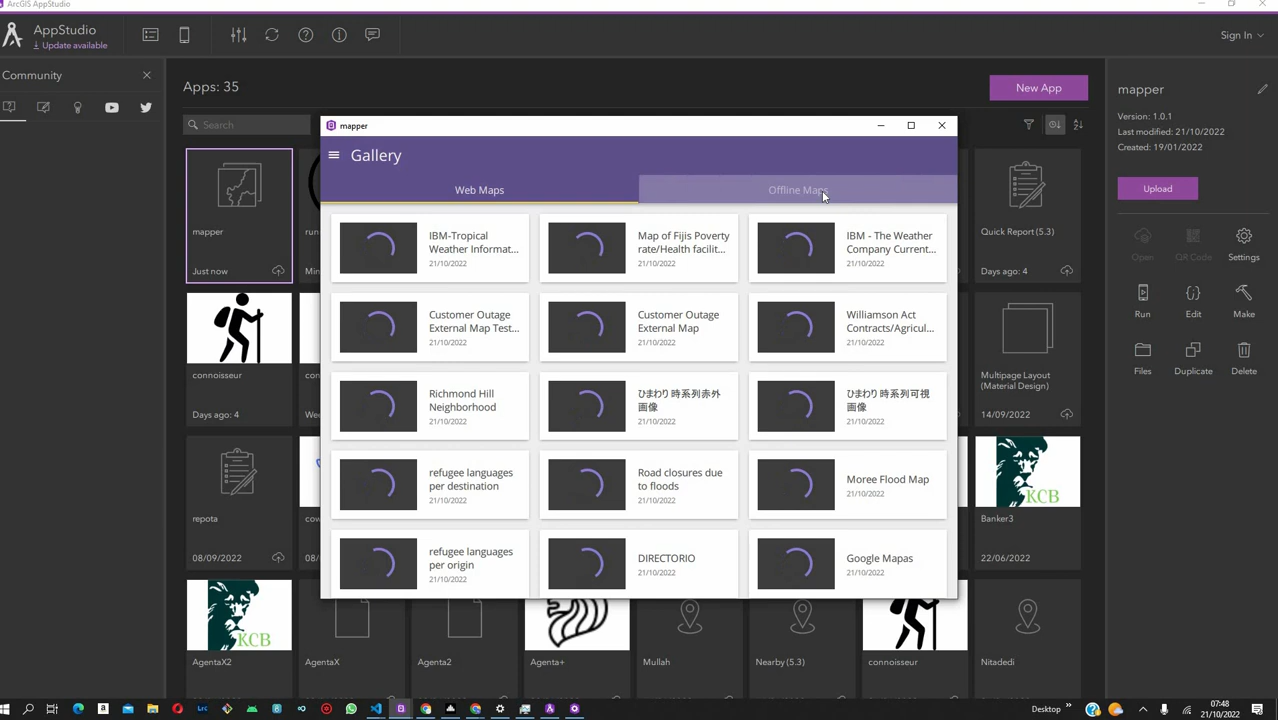 ArcGIS AppStudio
AppStudio
Update available
Sign In
Community
Apps: 35
New App
Search
mapper
Just now
run
Min
Quick Report (5.3)
Days ago: 4
connoisseur
Days ago: 4
Wee
Multipage Layout
(Material Design)
14/09/2022
repota
08/09/2022
cow
08/
KCB
Banker3
22/06/2022
KCB
AgentaX2
AgentaX
Agenta2
Agenta+
Mullah
Nearby (5.3)
connoisseur
Nitadedi
mapper
Gallery
Web Maps
Offline Maps
IBM-Tropical
Weather Informat...
21/10/2022
Map of Fijis Poverty
rate/Health facilit...
21/10/2022
IBM - The Weather
Company Current...
21/10/2022
Customer Outage
External Map Test...
21/10/2022
Customer Outage
External Map
21/10/2022
Williamson Act
Contracts/Agricul...
21/10/2022
Richmond Hill
Neighborhood
21/10/2022
ひまわり 時系列赤外
画像
21/10/2022
ひまわり 時系列可視
画像
21/10/2022
refugee languages
per destination
21/10/2022
Road closures due
to floods
21/10/2022
Moree Flood Map
21/10/2022
refugee languages
per origin
21/10/2022
DIRECTORIO
21/10/2022
Google Mapas
21/10/2022
mapper
Version: 1.0.1
Last modified: 21/10/2022
Created: 19/01/2022
Upload
Open
QR Code
Settings
Run
Edit
Make
Files
Duplicate
Delete
Lrc
Desktop
07:48
21/10/2022